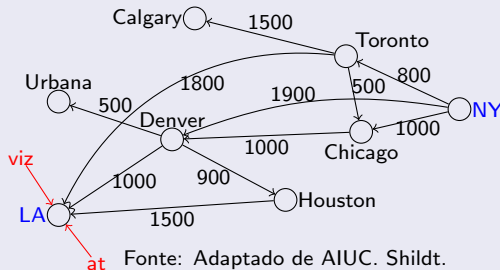 Calgary
1500
Toronto
Urbana
1800
500
800
500
1900
Denver
NY
1000
Chicago
1000
viz
1000
900
Houston
LA
1500
at
Fonte: Adaptado de AIUC. Shildt.